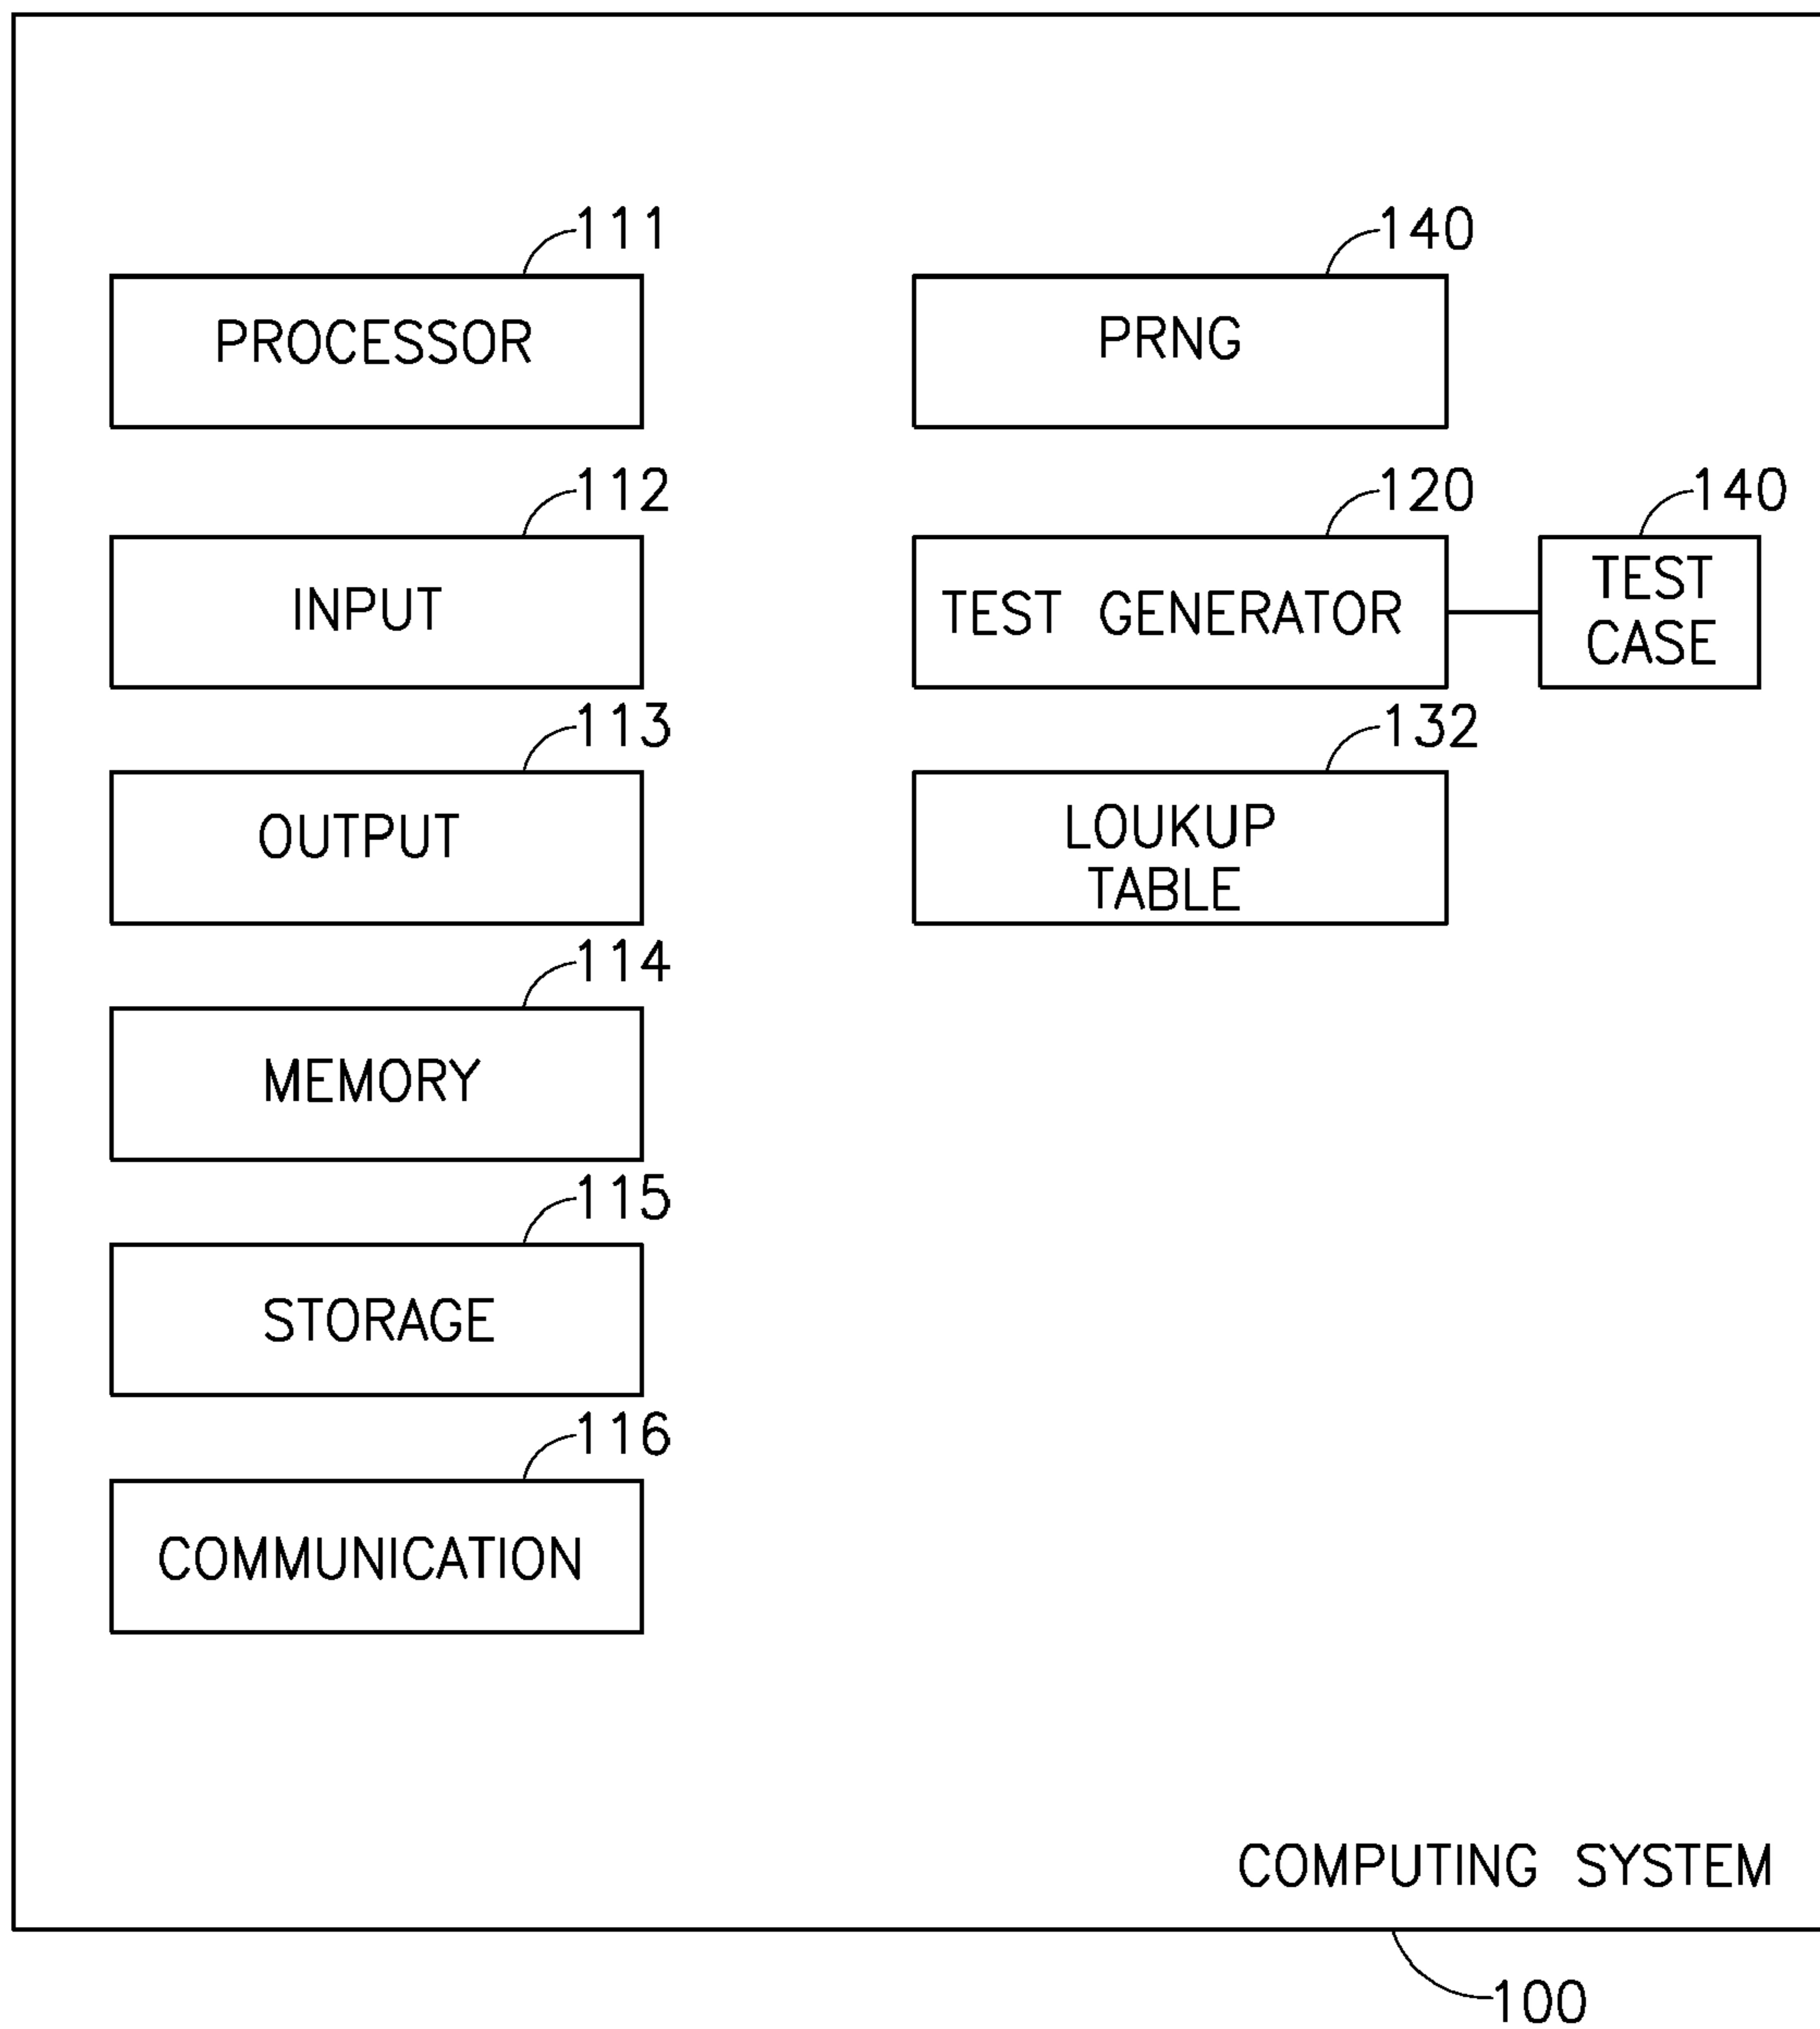 111
PROCESSOR
140
PRNG
112
INPUT
120
TEST GENERATOR
140
TEST
CASE
113
OUTPUT
132
LOUKUP
TABLE
114
MEMORY
115
STORAGE
116
COMMUNICATION
COMPUTING SYSTEM
100